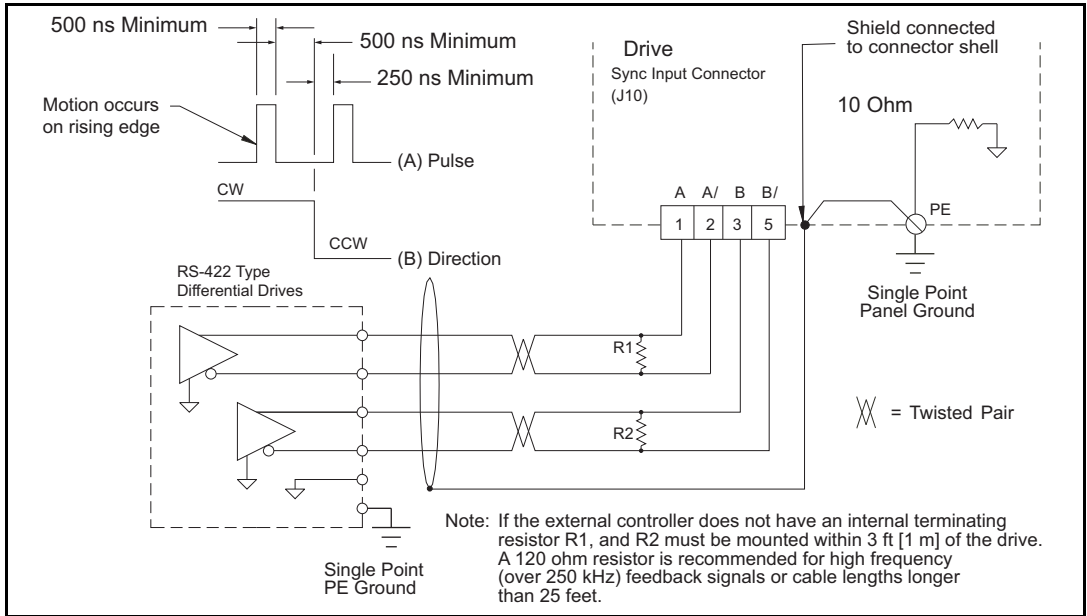 500 ns Minimum
500 ns Minimum
250 ns Minimum
Motion occurs
on rising edge
(A) Pulse
CW
CCW
(B) Direction
Drive
Sync Input Connector
(J10)
Shield connected
to connector shell
10 Ohm
A A/ B B/
1 2 3 5
PE
Single Point
Panel Ground
RS-422 Type
Differential Drives
R1
R2
= Twisted Pair
Single Point
PE Ground
Note: If the external controller does not have an internal terminating
resistor R1, and R2 must be mounted within 3 ft [1 m] of the drive.
A 120 ohm resistor is recommended for high frequency
(over 250 kHz) feedback signals or cable lengths longer
than 25 feet.